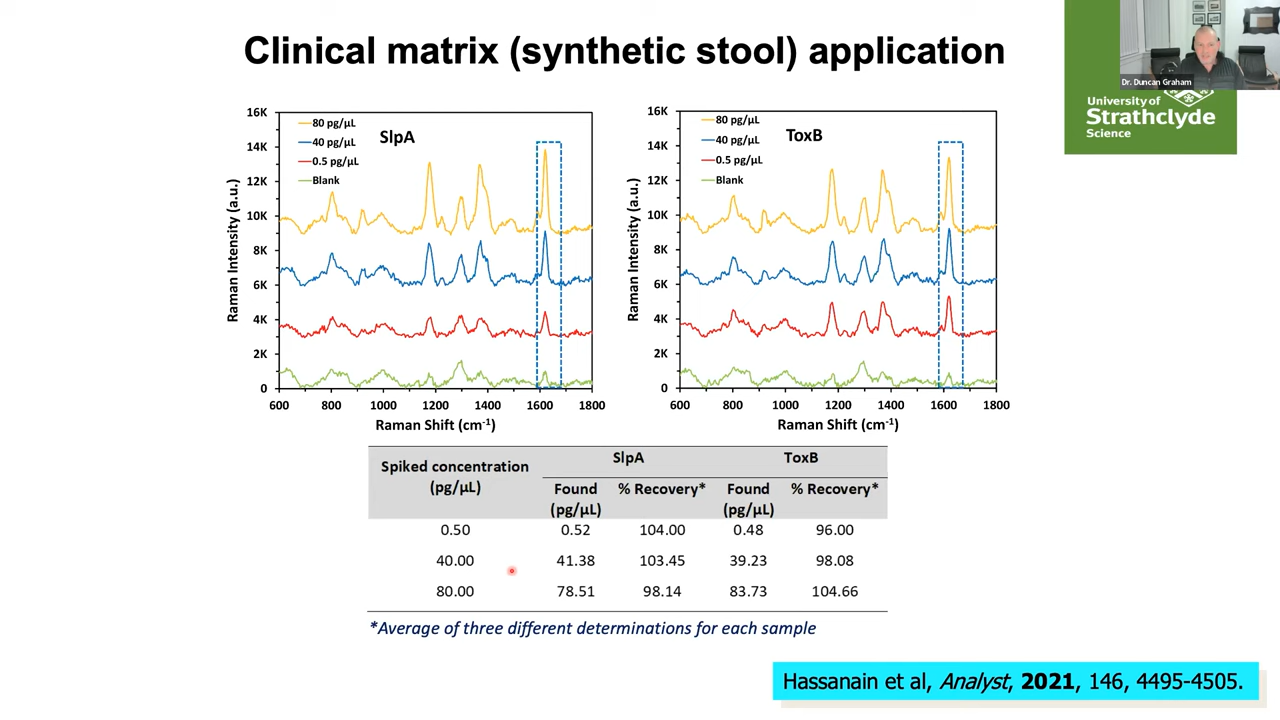 Clinical matrix (synthetic stool) application
Dr. Duncan Graham
University of
Strathclyde
Science
16K
14K
12K
10K
8K
6K
4K
2K
0
Raman Intensity (a.u.)
80 pg/µL
40 pg/µL
0.5 pg/µL
Blank
SlpA
600 800 1000 1200 1400 1600 1800
Raman Shift (cm-1)
16K
14K
12K
10K
8K
6K
4K
2K
0
Raman Intensity (a.u.)
80 pg/µL
40 pg/µL
0.5 pg/µL
Blank
ToxB
600 800 1000 1200 1400 1600 1800
Raman Shift (cm-1)
Spiked concentration
(pg/µL)
SlpA ToxB
Found % Recovery* Found % Recovery*
(pg/µL) (pg/µL)
0.50 0.52 104.00 0.48 96.00
40.00 41.38 103.45 39.23 98.08
80.00 78.51 98.14 83.73 104.66
*Average of three different determinations for each sample
Hassanain et al, Analyst, 2021, 146, 4495-4505.